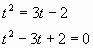 t² = 3t − 2
t² − 3t + 2 = 0